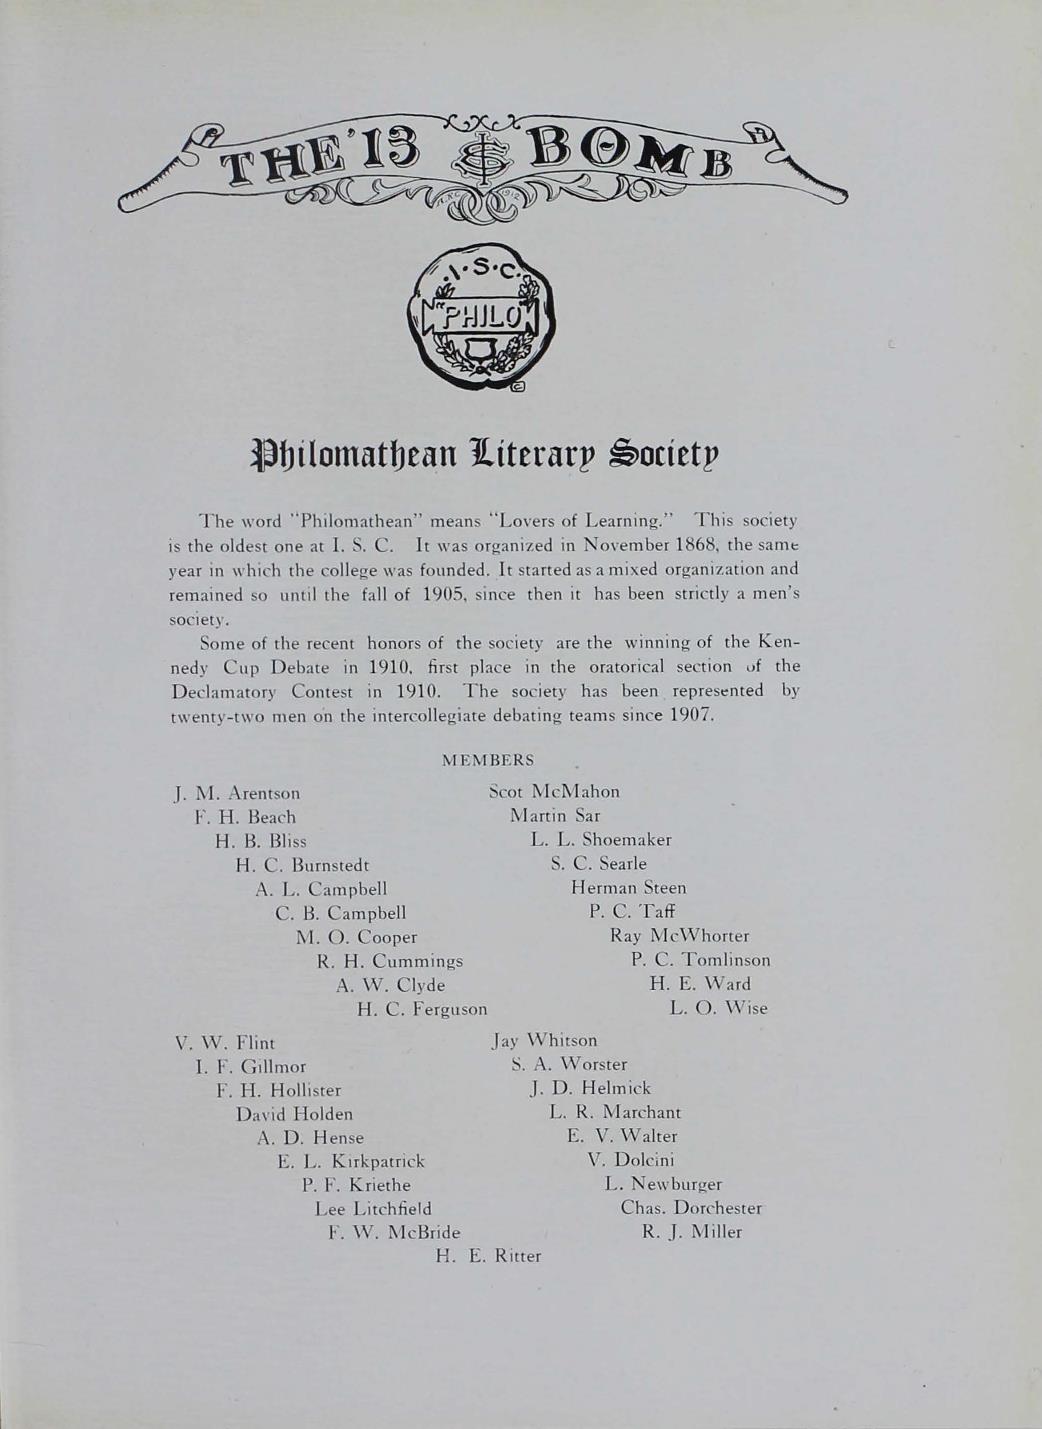 THE '13 BOMB
I.S.C.
PHILO
Philomathean Literary Society
The word "Philomathean" means "Lovers of Learning." This society
is the oldest one at I. S. C. It was organized in November 1868, the same
year in which the college was founded. It started as a mixed organization and
remained so until the fall of 1905, since then it has been strictly a men's
society.
Some of the recent honors of the society are the winning of the Ken-
nedy Cup Debate in 1910, first place in the oratorical section of the
Declamatory Contest in 1910. The society has been represented by
twenty-two men on the intercollegiate debating teams since 1907.
MEMBERS
J. M. Arentson
F. H. Beach
H. B. Bliss
H. C. Burnstedt
A. L. Campbell
C. B. Campbell
M. O. Cooper
R. H. Cummings
A. W. Clyde
H. C. Ferguson
Scot McMahon
Martin Sar
L. L. Shoemaker
S. C. Searle
Herman Steen
P. C. Taff
Ray McWhorter
P. C. Tomlinson
H. E. Ward
L. O. Wise
V. W. Flint
I. F. Gillmor
F. H. Hollister
David Holden
A. D. Hense
E. L. Kirkpatrick
P. F. Kriethe
Lee Litchfield
F. W. McBride
Jay Whitson
S. A. Worster
J. D. Helmick
L. R. Marchant
E. V. Walter
V. Dolcini
L. Newburger
Chas. Dorchester
R. J. Miller
H. E. Ritter